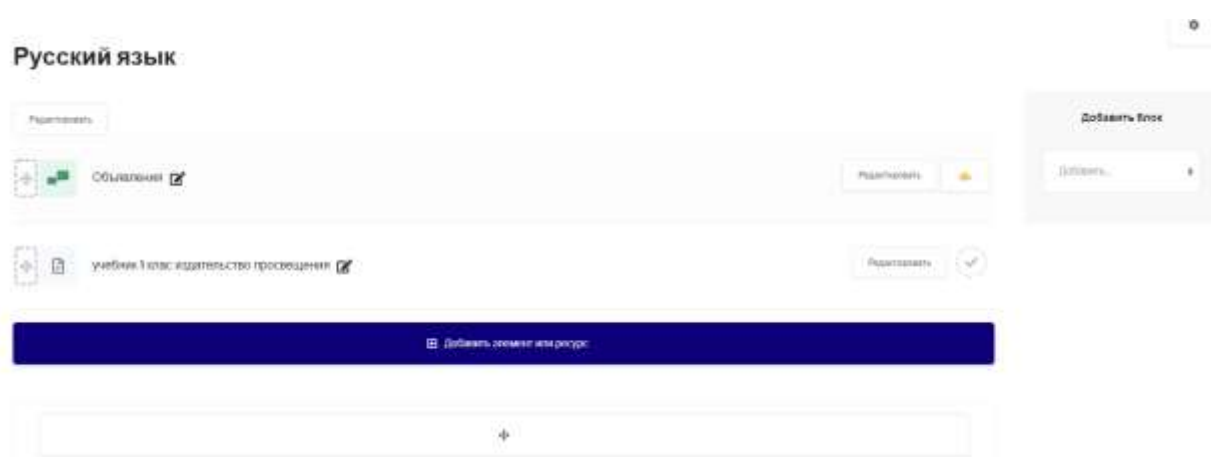 Русский язык
Редактировать
Добавить блок
Объявления
Редактировать
Добавить...
учебник 1 клас издательство просвещения
Редактировать
Добавить элемент или ресурс